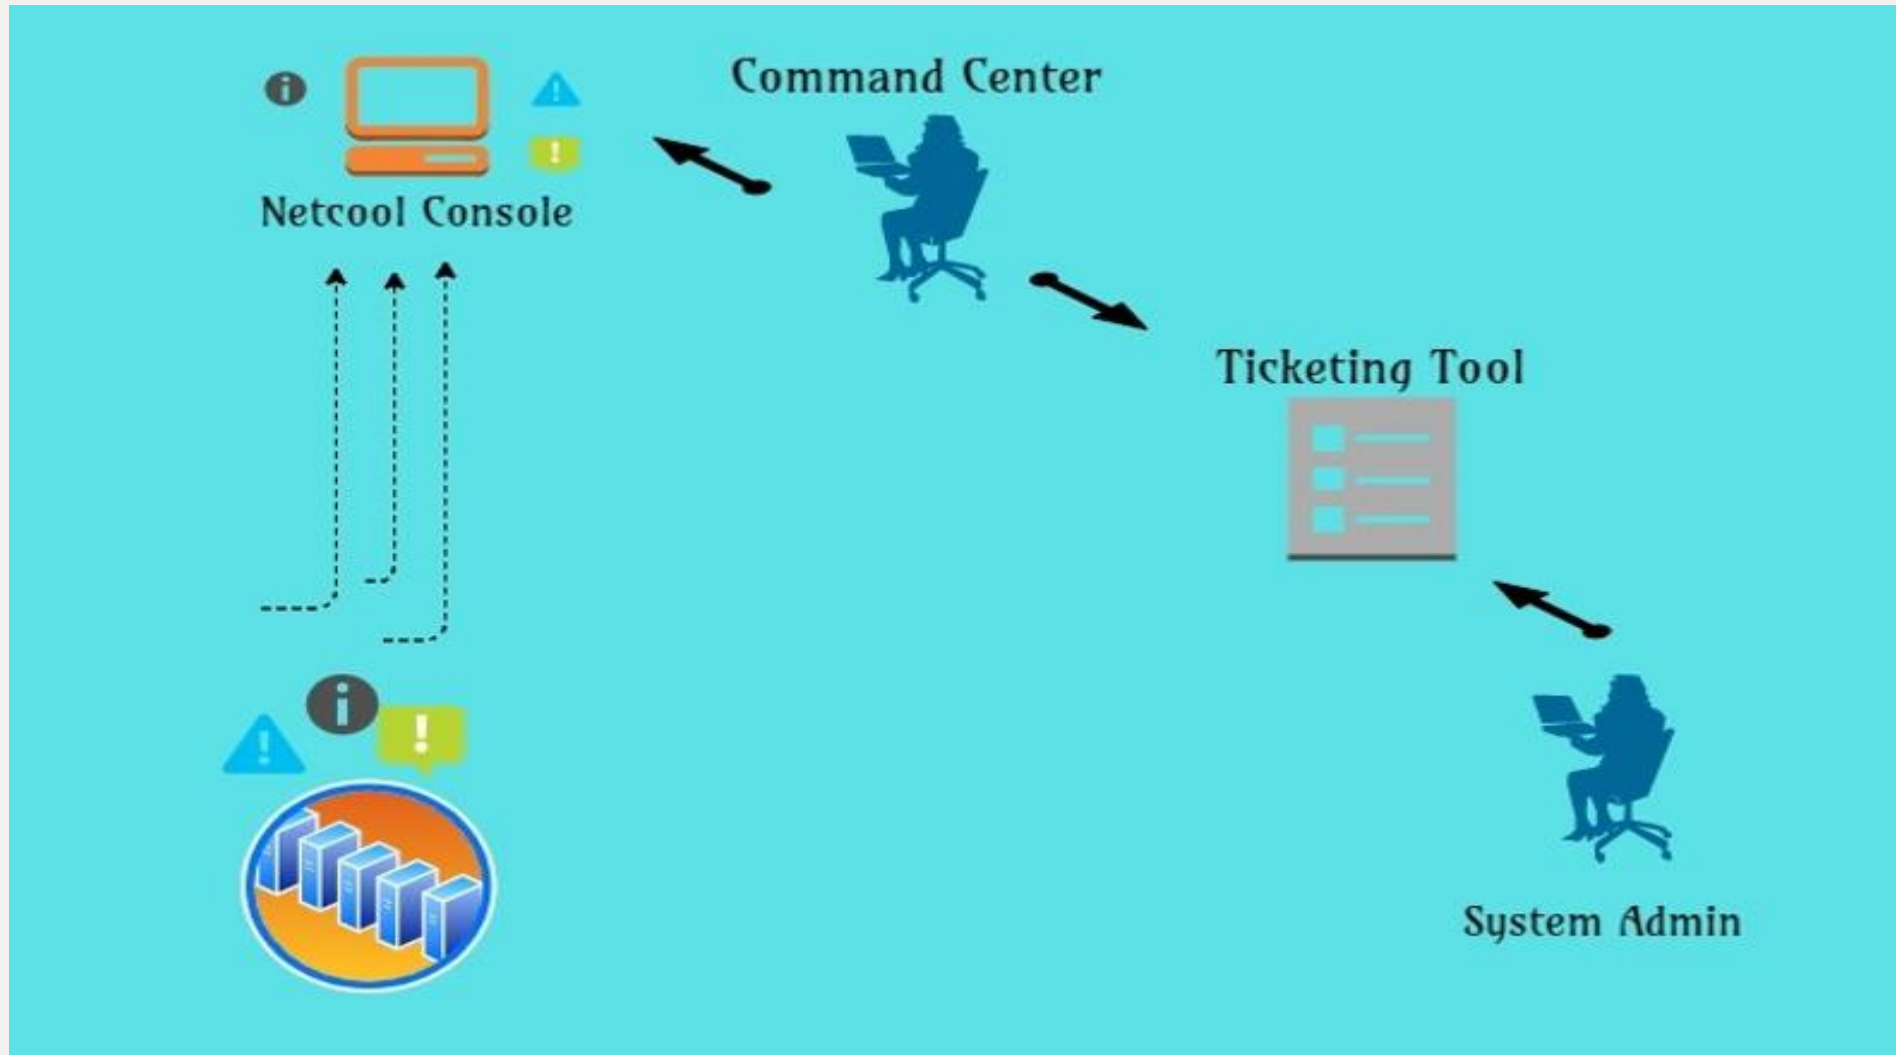 Command Center
Netcool Console
Ticketing Tool
System Admin